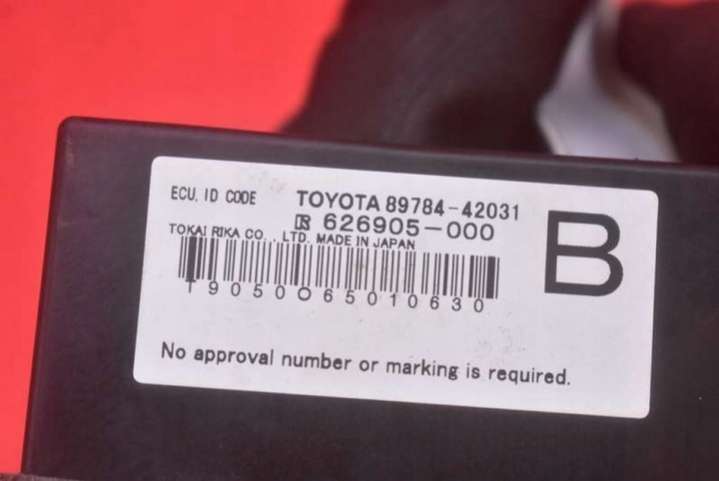 ECU. ID CODE TOYOTA 89784-42031
626905-000
B
TOKAI RIKA CO., LTD. MADE IN JAPAN
T9050065010630
No approval number or marking is required.